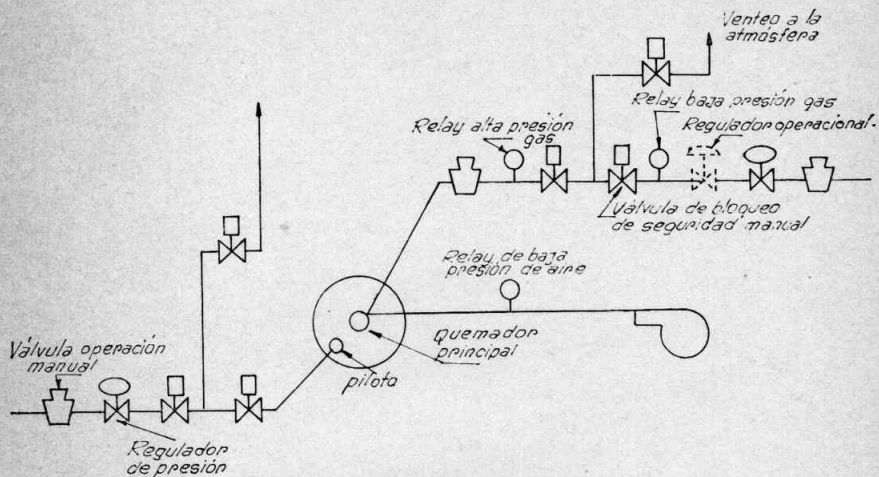 Venteo a la
atmósfera
Relay baja presión gas
Relay alta presión
gas
Regulador operacional.
Válvula de bloqueo
de seguridad manual
Relay de baja
presión de aire
Quemador
principal
piloto
Válvula operación
manual
Regulador
de presión